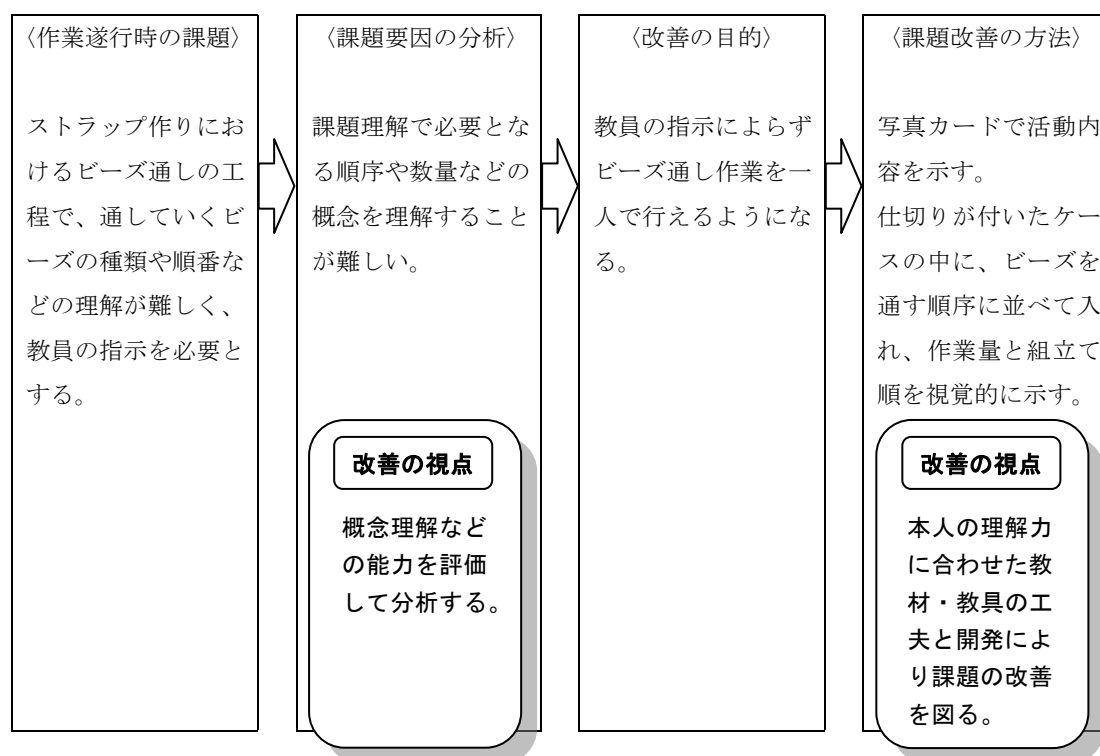 〈作業遂行時の課題〉
ストラップ作りにお
けるビーズ通しの工
程で、通していくビ
ーズの種類や順番な
どの理解が難しく、
教員の指示を必要と
する。
〈課題要因の分析〉
課題理解で必要とな
る順序や数量などの
概念を理解すること
が難しい。
改善の視点
概念理解など
の能力を評価
して分析する。
〈改善の目的〉
教員の指示によらず
ビーズ通し作業を一
人で行えるようにな
る。
〈課題改善の方法〉
写真カードで活動内
容を示す。
仕切りが付いたケー
スの中に、ビーズを
通す順序に並べて入
れ、作業量と組立て
順を視覚的に示す。
改善の視点
本人の理解力
に合わせた教
材・教具の工
夫と開発によ
り課題の改善
を図る。